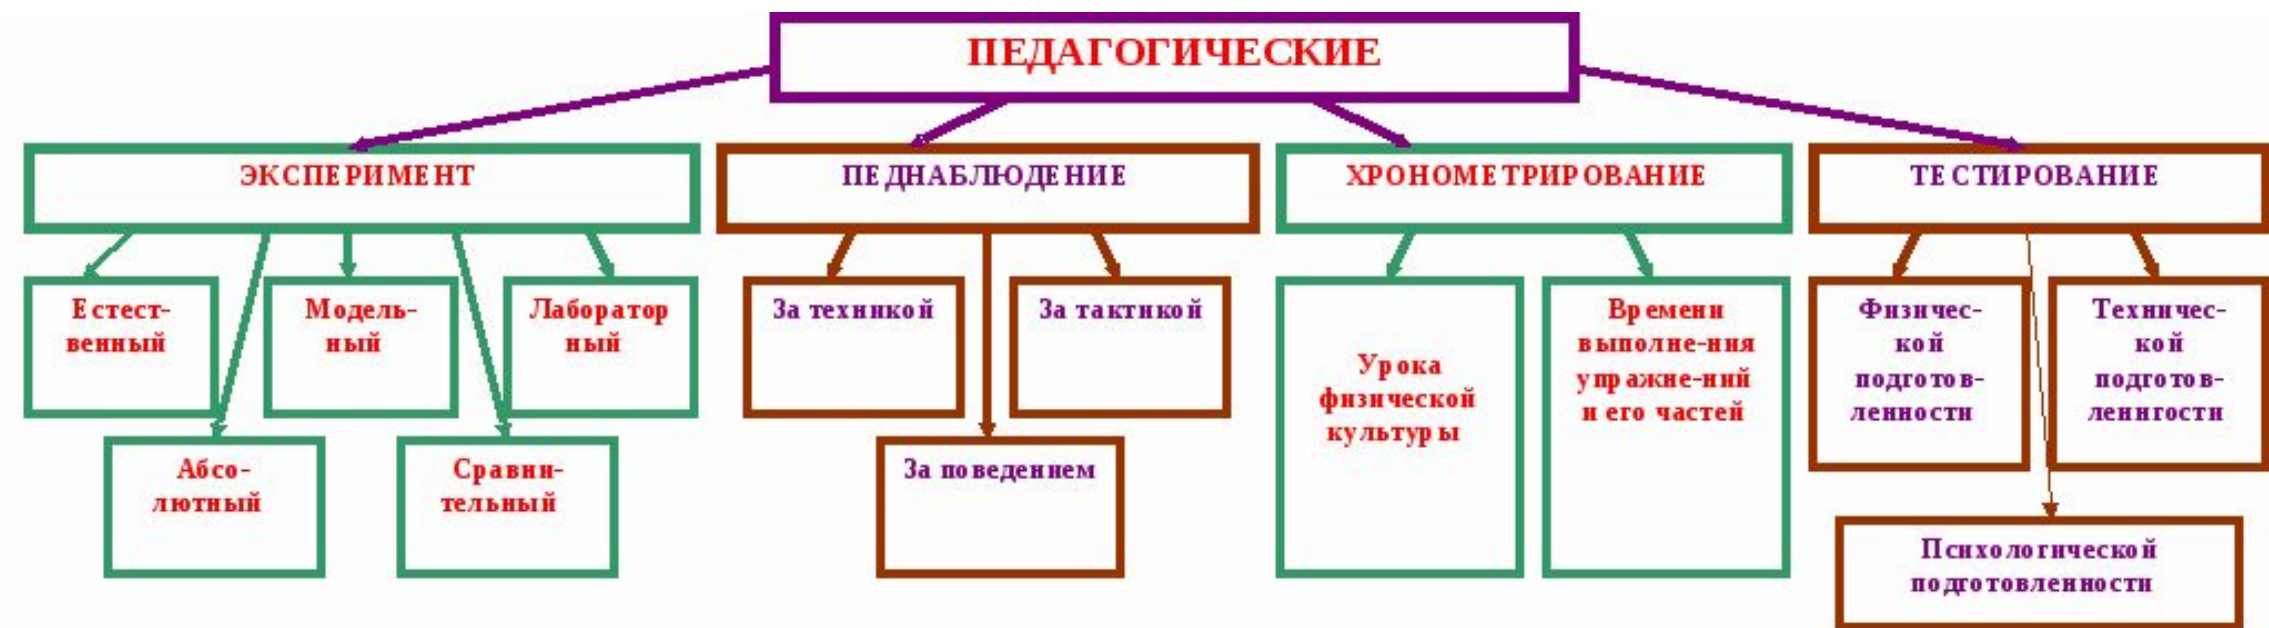 ПЕДАГОГИЧЕСКИЕ
ЭКСПЕРИМЕНТ
ПЕДНАБЛЮДЕНИЕ
ХРОНОМЕТРИРОВАНИЕ
ТЕСТИРОВАНИЕ
Естест-
венный
Модель-
ный
Лаборатор
ный
Абсо-
лютный
Сравни-
тельный
За техникой
За тактикой
За поведением
Урока
физической
культуры
Времени
выполне-ния
упражне-ний
и его частей
Физичес-
кой
подготов-
ленности
Техничес-
кой
подготов-
ленигости
Психологической
подготовленности